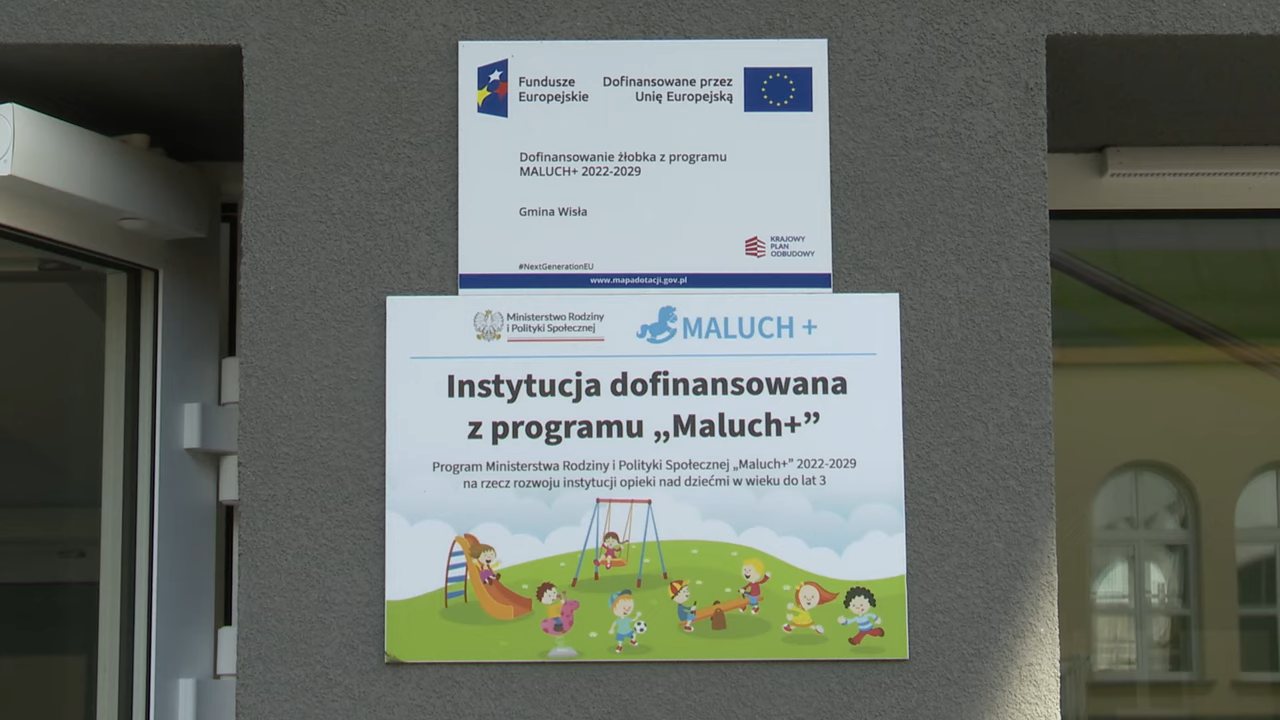 Fundusze
Europejskie
Dofinansowane przez
Unię Europejską
Dofinansowanie żłobka z programu
MALUCH+ 2022-2029
Gmina Wisła
KRAJOWY
PLAN
ODBUDOWY
#NextGenerationEU
www.mapadotacji.gov.pl
Ministerstwo Rodziny
i Polityki Społecznej
MALUCH +
Instytucja dofinansowana
z programu „Maluch+”
Program Ministerstwa Rodziny i Polityki Społecznej „Maluch+” 2022-2029
na rzecz rozwoju instytucji opieki nad dziećmi w wieku do lat 3